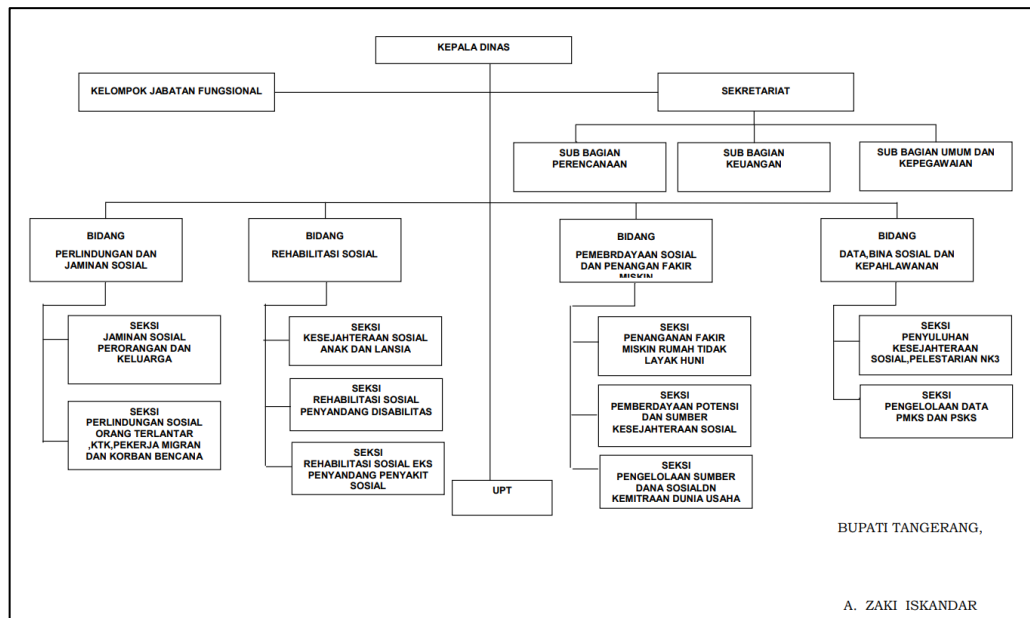 KEPALA DINAS
KELOMPOK JABATAN FUNGSIONAL
SEKRETARIAT
SUB BAGIAN
PERENCANAAN
SUB BAGIAN
KEUANGAN
SUB BAGIAN UMUM DAN
KEPEGAWAIAN
BIDANG
PERLINDUNGAN DAN
JAMINAN SOSIAL
BIDANG
REHABILITASI SOSIAL
BIDANG
PEMEBRDAYAAN SOSIAL
DAN PENANGAN FAKIR
MISKIN
BIDANG
DATA,BINA SOSIAL DAN
KEPAHLAWANAN
SEKSI
JAMINAN SOSIAL
PERORANGAN DAN
KELUARGA
SEKSI
PERLINDUNGAN SOSIAL
ORANG TERLANTAR
,KTK,PEKERJA MIGRAN
DAN KORBAN BENCANA
SEKSI
KESEJAHTERAAN SOSIAL
ANAK DAN LANSIA
SEKSI
REHABILITASI SOSIAL
PENYANDANG DISABILITAS
SEKSI
REHABILITASI SOSIAL EKS
PENYANDANG PENYAKIT
SOSIAL
SEKSI
PENANGANAN FAKIR
MISKIN RUMAH TIDAK
LAYAK HUNI
SEKSI
PEMBERDAYAAN POTENSI
DAN SUMBER
KESEJAHTERAAN SOSIAL
SEKSI
PENGELOLAAN SUMBER
DANA SOSIALDN
KEMITRAAN DUNIA USAHA
SEKSI
PENYULUHAN
KESEJAHTERAAN
SOSIAL,PELESTARIAN NK3
SEKSI
PENGELOLAAN DATA
PMKS DAN PSKS
UPT
BUPATI TANGERANG,
A. ZAKI ISKANDAR